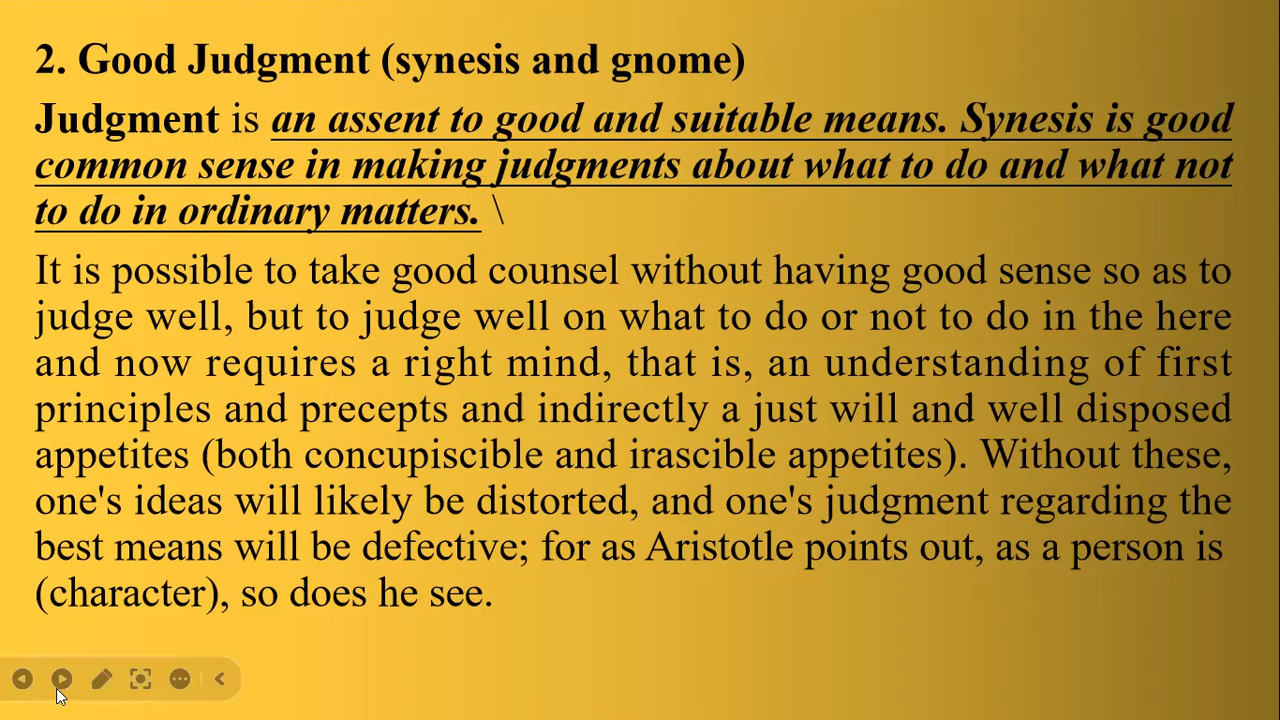 2. Good Judgment (synesis and gnome)
Judgment is an assent to good and suitable means. Synesis is good
common sense in making judgments about what to do and what not
to do in ordinary matters. \
It is possible to take good counsel without having good sense so as to
judge well, but to judge well on what to do or not to do in the here
and now requires a right mind, that is, an understanding of first
principles and precepts and indirectly a just will and well disposed
appetites (both concupiscible and irascible appetites). Without these,
one's ideas will likely be distorted, and one's judgment regarding the
best means will be defective; for as Aristotle points out, as a person is
(character), so does he see.